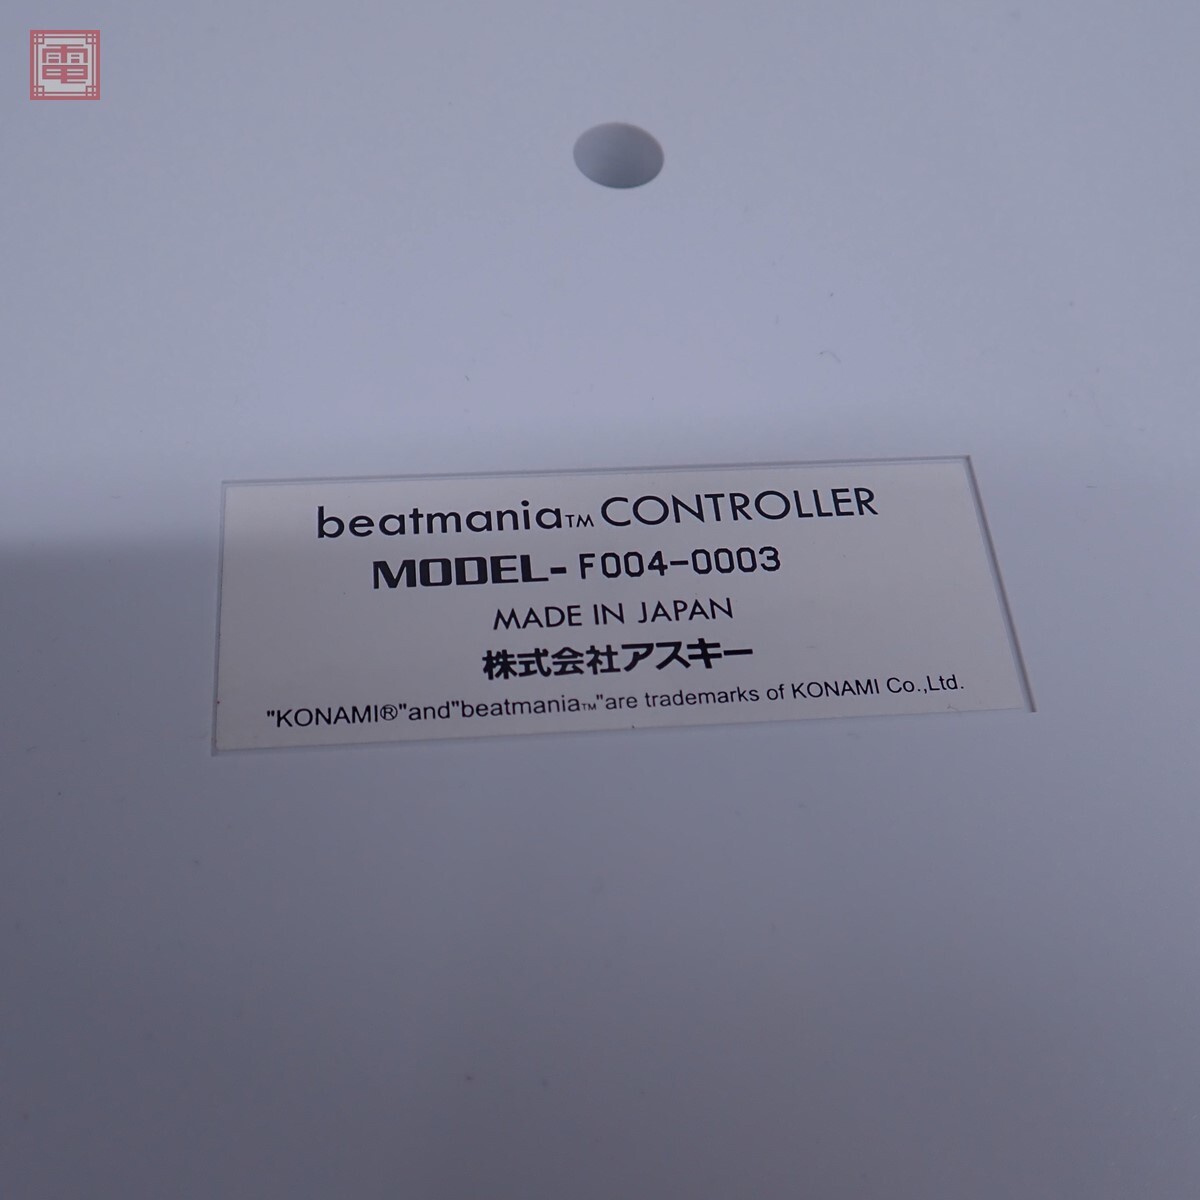 電
beatmania™ CONTROLLER
MODEL- F004-0003
MADE IN JAPAN
株式会社アスキー
"KONAMI®"and"beatmania™"are trademarks of KONAMI Co.,Ltd.